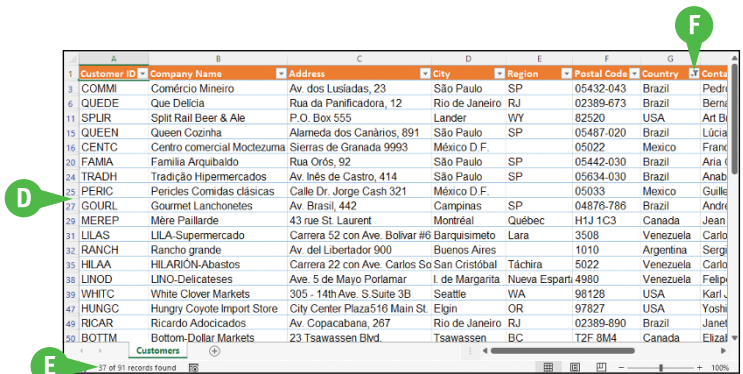 F
A B C D E F G
1 Customer ID Company Name Address City Region Postal Code Country Conta
3 COMMI Comércio Mineiro Av. dos Lusíadas, 23 São Paulo SP 05432-043 Brazil Pedro
6 QUEDE Que Delícia Rua da Panificadora, 12 Rio de Janeiro RJ 02389-673 Brazil Berna
11 SPLIR Split Rail Beer & Ale P.O. Box 555 Lander WY 82520 USA Art Br
15 QUEEN Queen Cozinha Alameda dos Canàrios, 891 São Paulo SP 05487-020 Brazil Lúcia
16 CENTC Centro comercial Moctezuma Sierras de Granada 9993 México D.F. 05022 Mexico Franc
20 FAMIA Familia Arquibaldo Rua Orós, 92 São Paulo SP 05442-030 Brazil Aria
24 TRADH Tradição Hipermercados Av. Inês de Castro, 414 São Paulo SP 05634-030 Brazil Anab
25 PERIC Pericles Comidas clásicas Calle Dr. Jorge Cash 321 México D.F. 05033 Mexico Guille
D
27 GOURL Gourmet Lanchonetes Av. Brasil, 442 Campinas SP 04876-786 Brazil André
29 MEREP Mère Paillarde 43 rue St. Laurent Montréal Québec H1J 1C3 Canada Jean
31 LILAS LILA-Supermercado Carrera 52 con Ave. Bolívar #6 Barquisimeto Lara 3508 Venezuela Carlo
32 RANCH Rancho grande Av. del Libertador 900 Buenos Aires 1010 Argentina Sergi
35 HILAA HILARIÓN-Abastos Carrera 22 con Ave. Carlos So San Cristóbal Táchira 5022 Venezuela Carlo
38 LINOD LINO-Delicateses Ave. 5 de Mayo Porlamar I. de Margarita Nueva Esparta 4980 Venezuela Felip
39 WHITC White Clover Markets 305 - 14th Ave. S.Suite 3B Seattle WA 98128 USA Karl J
47 HUNGC Hungry Coyote Import Store City Center Plaza516 Main St. Elgin OR 97827 USA Yoshi
49 RICAR Ricardo Adocicados Av. Copacabana, 267 Rio de Janeiro RJ 02389-890 Brazil Janet
50 BOTTM Bottom-Dollar Markets 23 Tsawassen Blvd. Tsawassen BC T2F 8M4 Canada Elizab
Customers
E
37 of 91 records found 100%